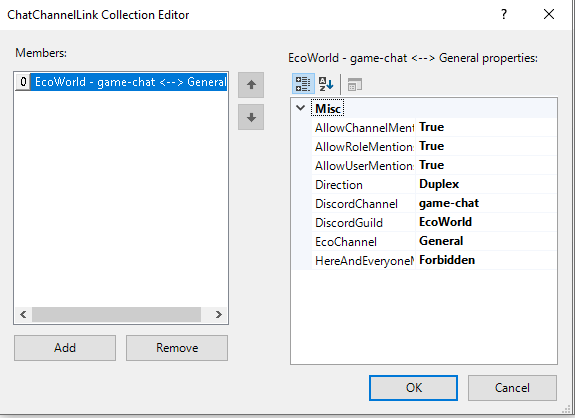 ChatChannelLink Collection Editor
?
Members:
0 EcoWorld - game-chat <--> General
EcoWorld - game-chat <--> General properties:
Misc
AllowChannelMent True
AllowRoleMention True
AllowUserMention True
Direction Duplex
DiscordChannel game-chat
DiscordGuild EcoWorld
EcoChannel General
HereAndEveryoneM Forbidden
Add
Remove
OK
Cancel